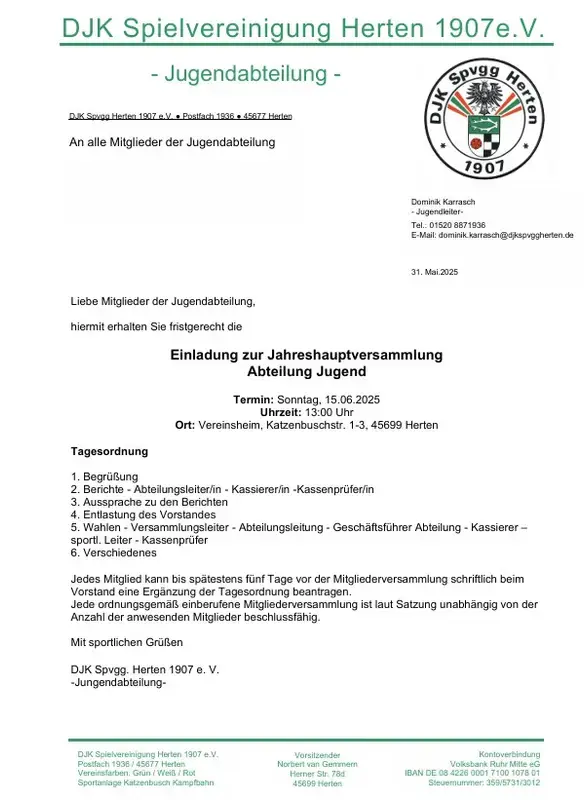 DJK Spielvereinigung Herten 1907e.V.
- Jugendabteilung -
DJK Spvgg Herten
1907
DJK Spvgg Herten 1907 e.V. ● Postfach 1936 ● 45677 Herten
An alle Mitglieder der Jugendabteilung
Dominik Karrasch
- Jugendleiter-
Tel.: 01520 8871936
E-Mail: dominik.karrasch@djkspvggherten.de
31. Mai.2025
Liebe Mitglieder der Jugendabteilung,
hiermit erhalten Sie fristgerecht die
Einladung zur Jahreshauptversammlung
Abteilung Jugend
Termin: Sonntag, 15.06.2025
Uhrzeit: 13:00 Uhr
Ort: Vereinsheim, Katzenbuschstr. 1-3, 45699 Herten
Tagesordnung
1. Begrüßung
2. Berichte - Abteilungsleiter/in - Kassierer/in -Kassenprüfer/in
3. Aussprache zu den Berichten
4. Entlastung des Vorstandes
5. Wahlen - Versammlungsleiter - Abteilungsleitung - Geschäftsführer Abteilung - Kassierer –
sportl. Leiter - Kassenprüfer
6. Verschiedenes
Jedes Mitglied kann bis spätestens fünf Tage vor der Mitgliederversammlung schriftlich beim
Vorstand eine Ergänzung der Tagesordnung beantragen.
Jede ordnungsgemäß einberufene Mitgliederversammlung ist laut Satzung unabhängig von der
Anzahl der anwesenden Mitglieder beschlussfähig.
Mit sportlichen Grüßen
DJK Spvgg. Herten 1907 e. V.
-Jungendabteilung-
DJK Spielvereinigung Herten 1907 e.V.
Postfach 1936 / 45677 Herten
Vereinsfarben: Grün / Weiß / Rot
Sportanlage Katzenbusch Kampfbahn
Vorsitzender
Norbert van Gemmern
Herner Str. 78d
45699 Herten
Kontoverbindung
Volksbank Ruhr Mitte eG
IBAN DE 08 4226 0001 7100 1078 01
Steuernummer: 359/5731/3012